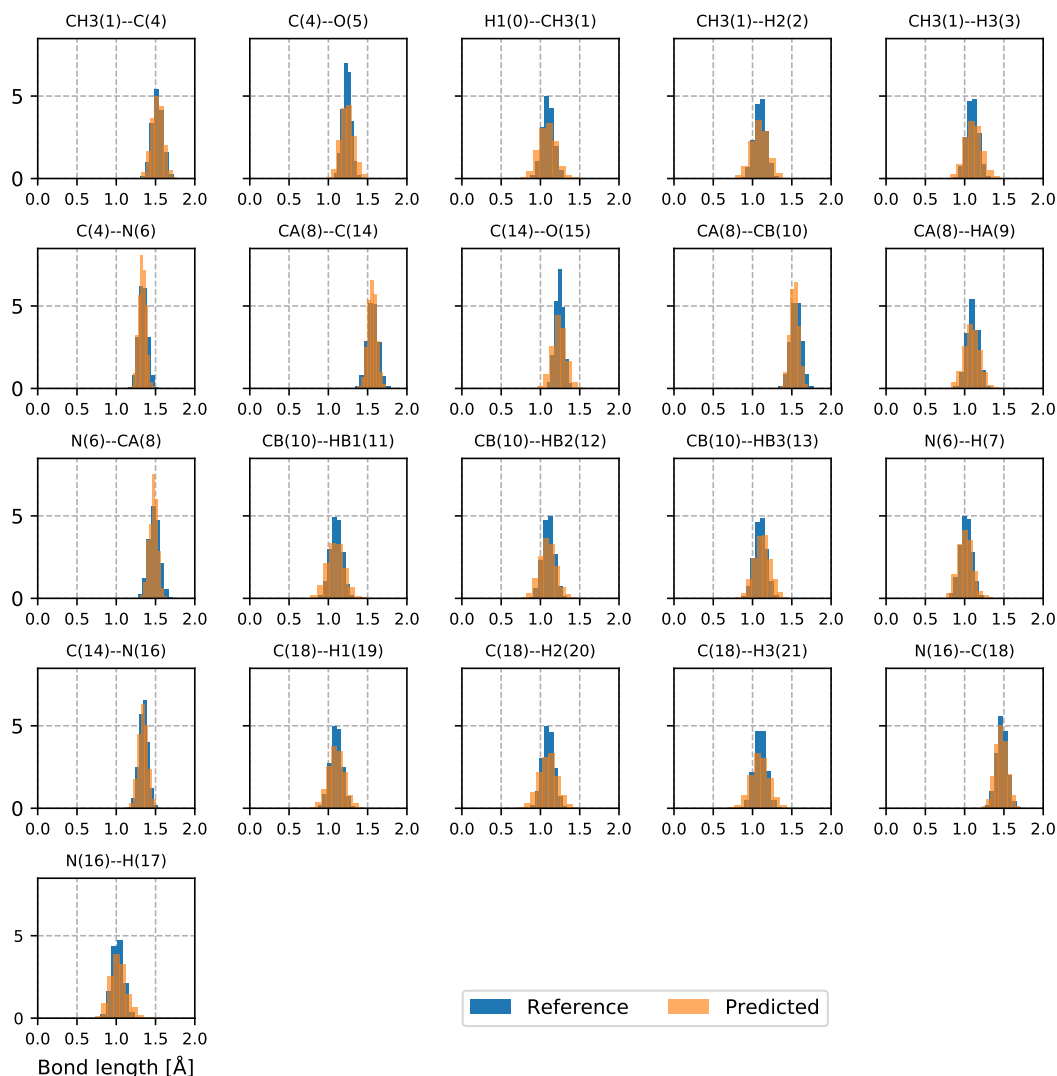 CH3(1)--C(4) C(4)--O(5) H1(0)--CH3(1) CH3(1)--H2(2) CH3(1)--H3(3)
5
0
0.0 0.5 1.0 1.5 2.0 0.0 0.5 1.0 1.5 2.0 0.0 0.5 1.0 1.5 2.0 0.0 0.5 1.0 1.5 2.0 0.0 0.5 1.0 1.5 2.0
C(4)--N(6) CA(8)--C(14) C(14)--O(15) CA(8)--CB(10) CA(8)--HA(9)
5
0
0.0 0.5 1.0 1.5 2.0 0.0 0.5 1.0 1.5 2.0 0.0 0.5 1.0 1.5 2.0 0.0 0.5 1.0 1.5 2.0 0.0 0.5 1.0 1.5 2.0
N(6)--CA(8) CB(10)--HB1(11) CB(10)--HB2(12) CB(10)--HB3(13) N(6)--H(7)
5
0
0.0 0.5 1.0 1.5 2.0 0.0 0.5 1.0 1.5 2.0 0.0 0.5 1.0 1.5 2.0 0.0 0.5 1.0 1.5 2.0 0.0 0.5 1.0 1.5 2.0
C(14)--N(16) C(18)--H1(19) C(18)--H2(20) C(18)--H3(21) N(16)--C(18)
5
0
0.0 0.5 1.0 1.5 2.0 0.0 0.5 1.0 1.5 2.0 0.0 0.5 1.0 1.5 2.0 0.0 0.5 1.0 1.5 2.0 0.0 0.5 1.0 1.5 2.0
N(16)--H(17)
5
0
0.0 0.5 1.0 1.5 2.0
Bond length [Å]
Reference Predicted